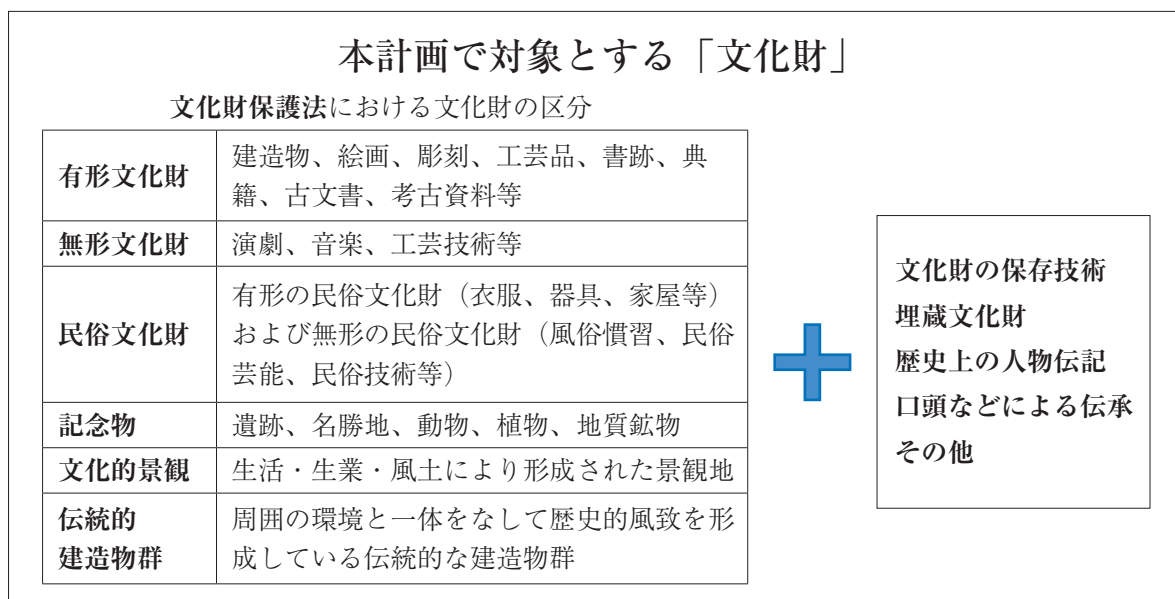 本計画で対象とする「文化財」
文化財保護法における文化財の区分
有形文化財
建造物、絵画、彫刻、工芸品、書跡、典
籍、古文書、考古資料等
無形文化財
演劇、音楽、工芸技術等
民俗文化財
有形の民俗文化財（衣服、器具、家屋等）
および無形の民俗文化財（風俗慣習、民俗
芸能、民俗技術等）
記念物
遺跡、名勝地、動物、植物、地質鉱物
文化的景観
生活・生業・風土により形成された景観地
伝統的
建造物群
周囲の環境と一体をなして歴史的風致を形
成している伝統的な建造物群
文化財の保存技術
埋蔵文化財
歴史上の人物伝記
口頭などによる伝承
その他